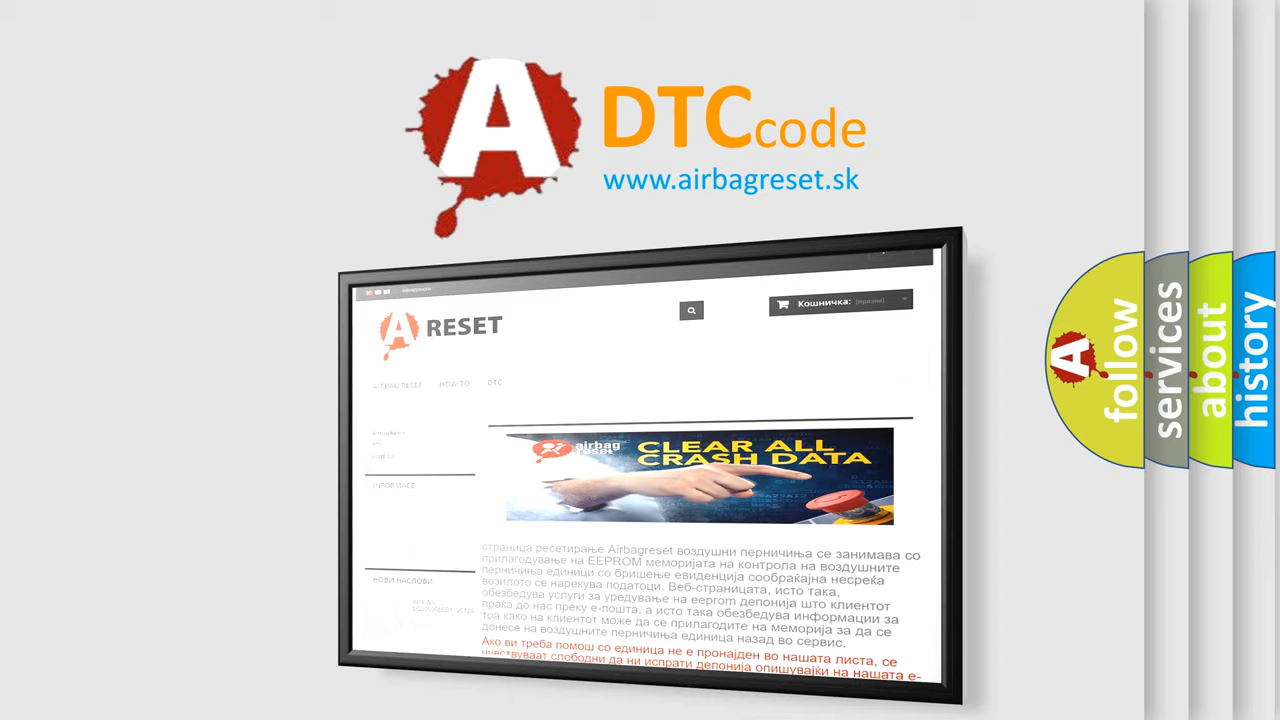 A DTC code
www.airbagreset.sk
A RESET
Кошничка: (празни)
AIRBAG RESET HOW TO DTC
INFORMACE
airbag reset CLEAR ALL
CRASH DATA
страница ресетирање Airbagreset воздушни перничиња се занимава со
прилагодување на EEPROM меморијата на контрола на воздушните
перничиња единици со бришење евиденција сообраќајна несреќа
возилото се нарекува податоци. Веб-страницата, исто така,
обезбедува услуги за уредување на eeprom депонија што клиентот
праќа до нас преку е-пошта, а исто така обезбедува информации за
тоа како на клиентот може да се прилагодите на меморија за да се
донесе на воздушните перничиња единица назад во сервис.
НОВИ НАСЛОВИ
Ако ви треба помош со единица не е пронајден во нашата листа, се
чувствуваат слободни да ни испрати депонија опишувајќи на нашата е-
A follow
services
about
history